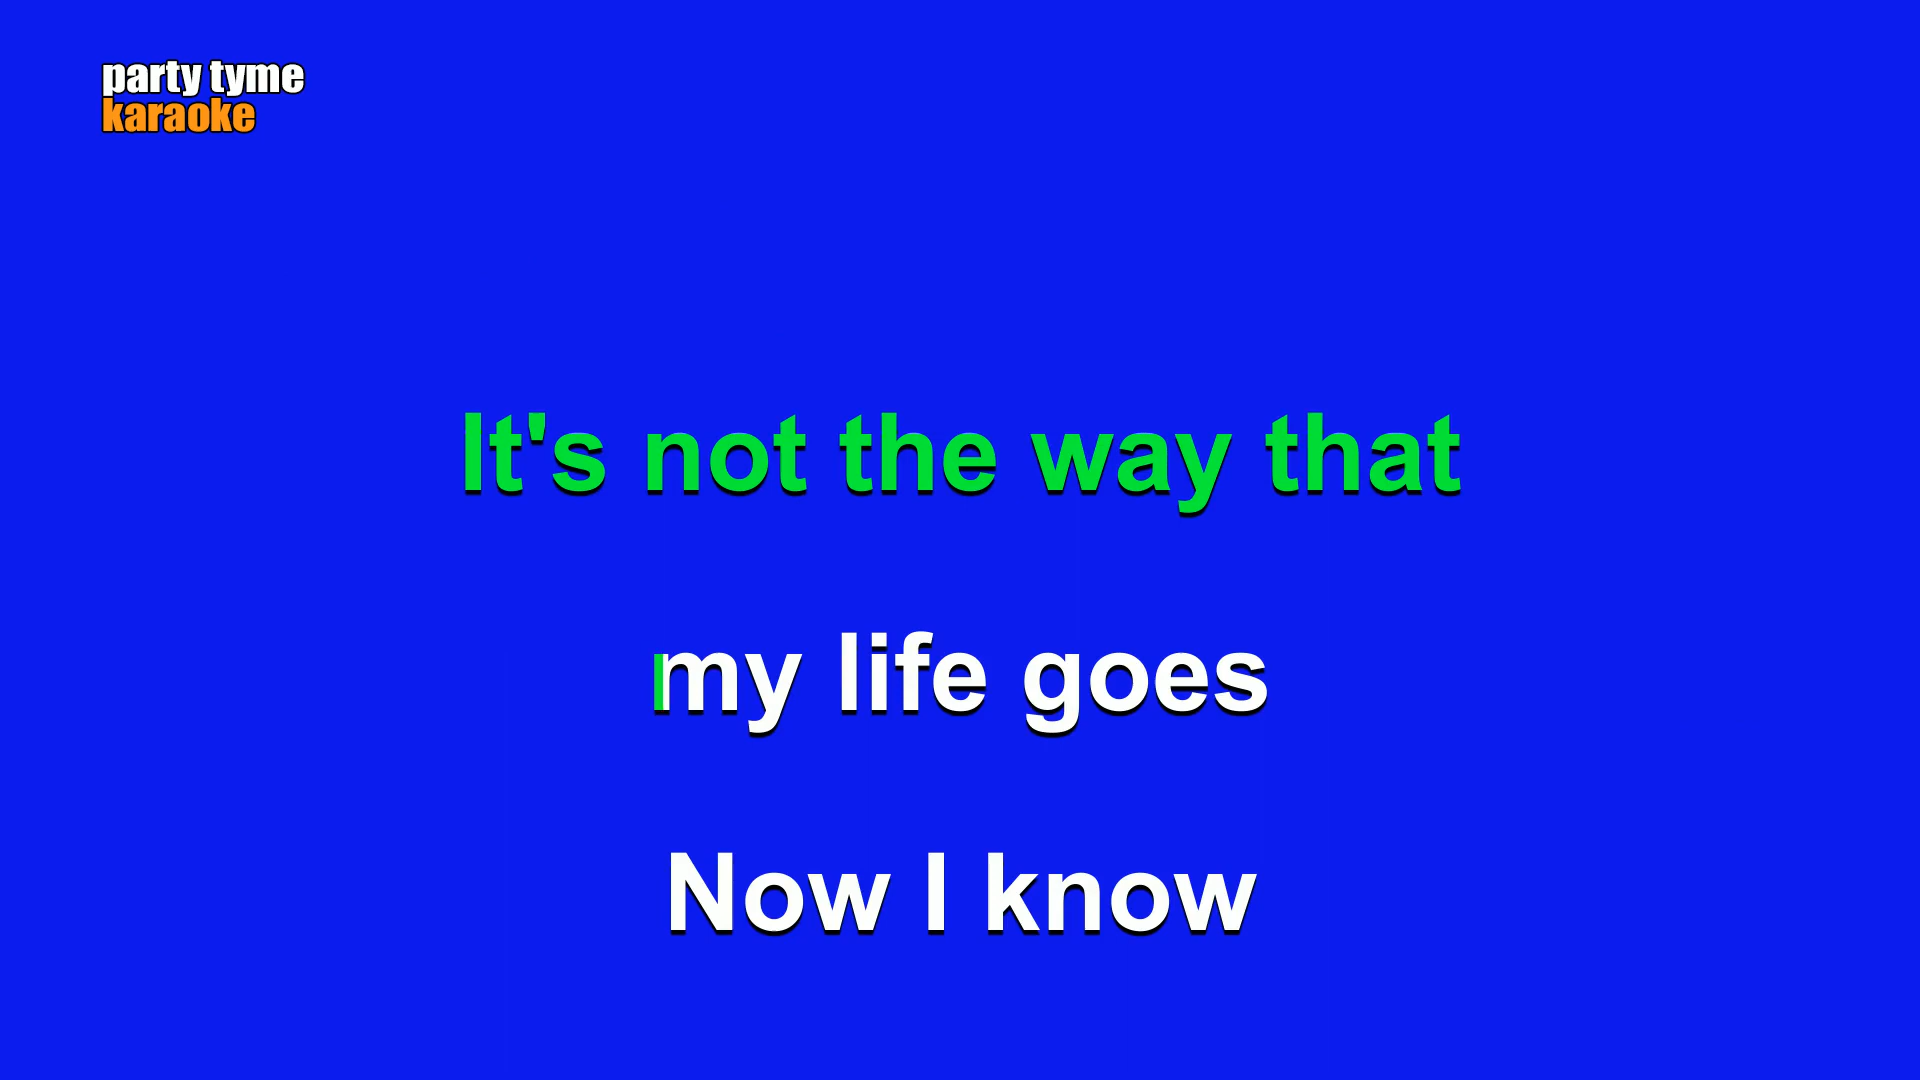 party tyme
karaoke
It's not the way that
my life goes
Now I know